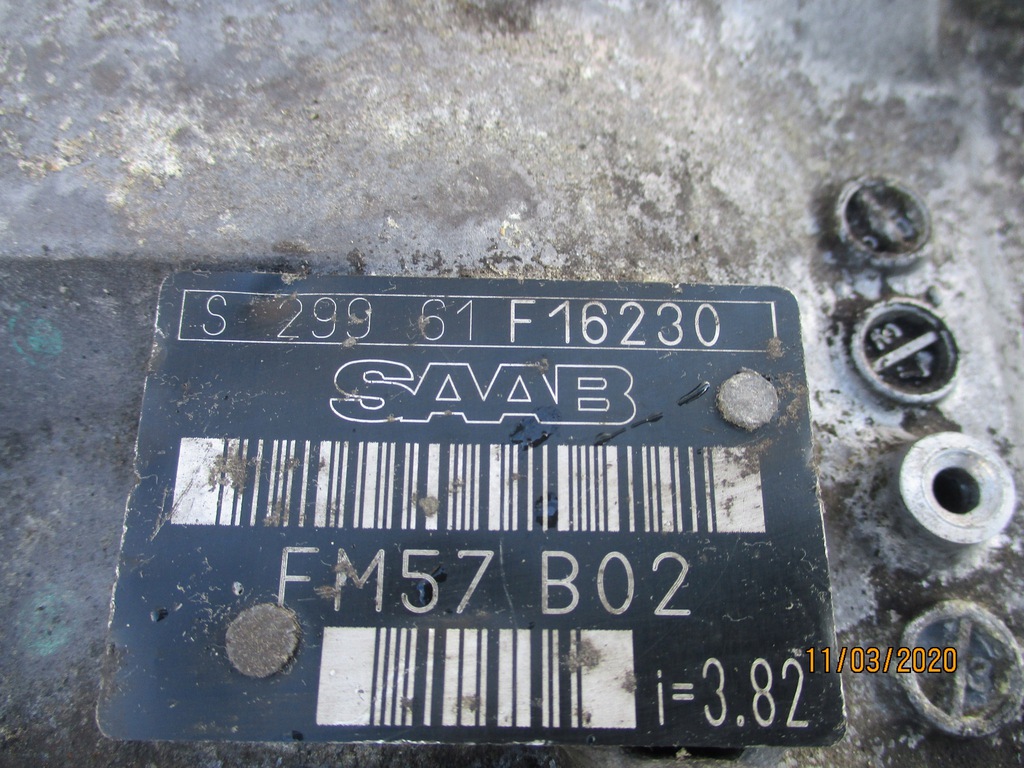 S 299 61 F16230
SAAB
FM57 B02
i=3.82
11/03/2020